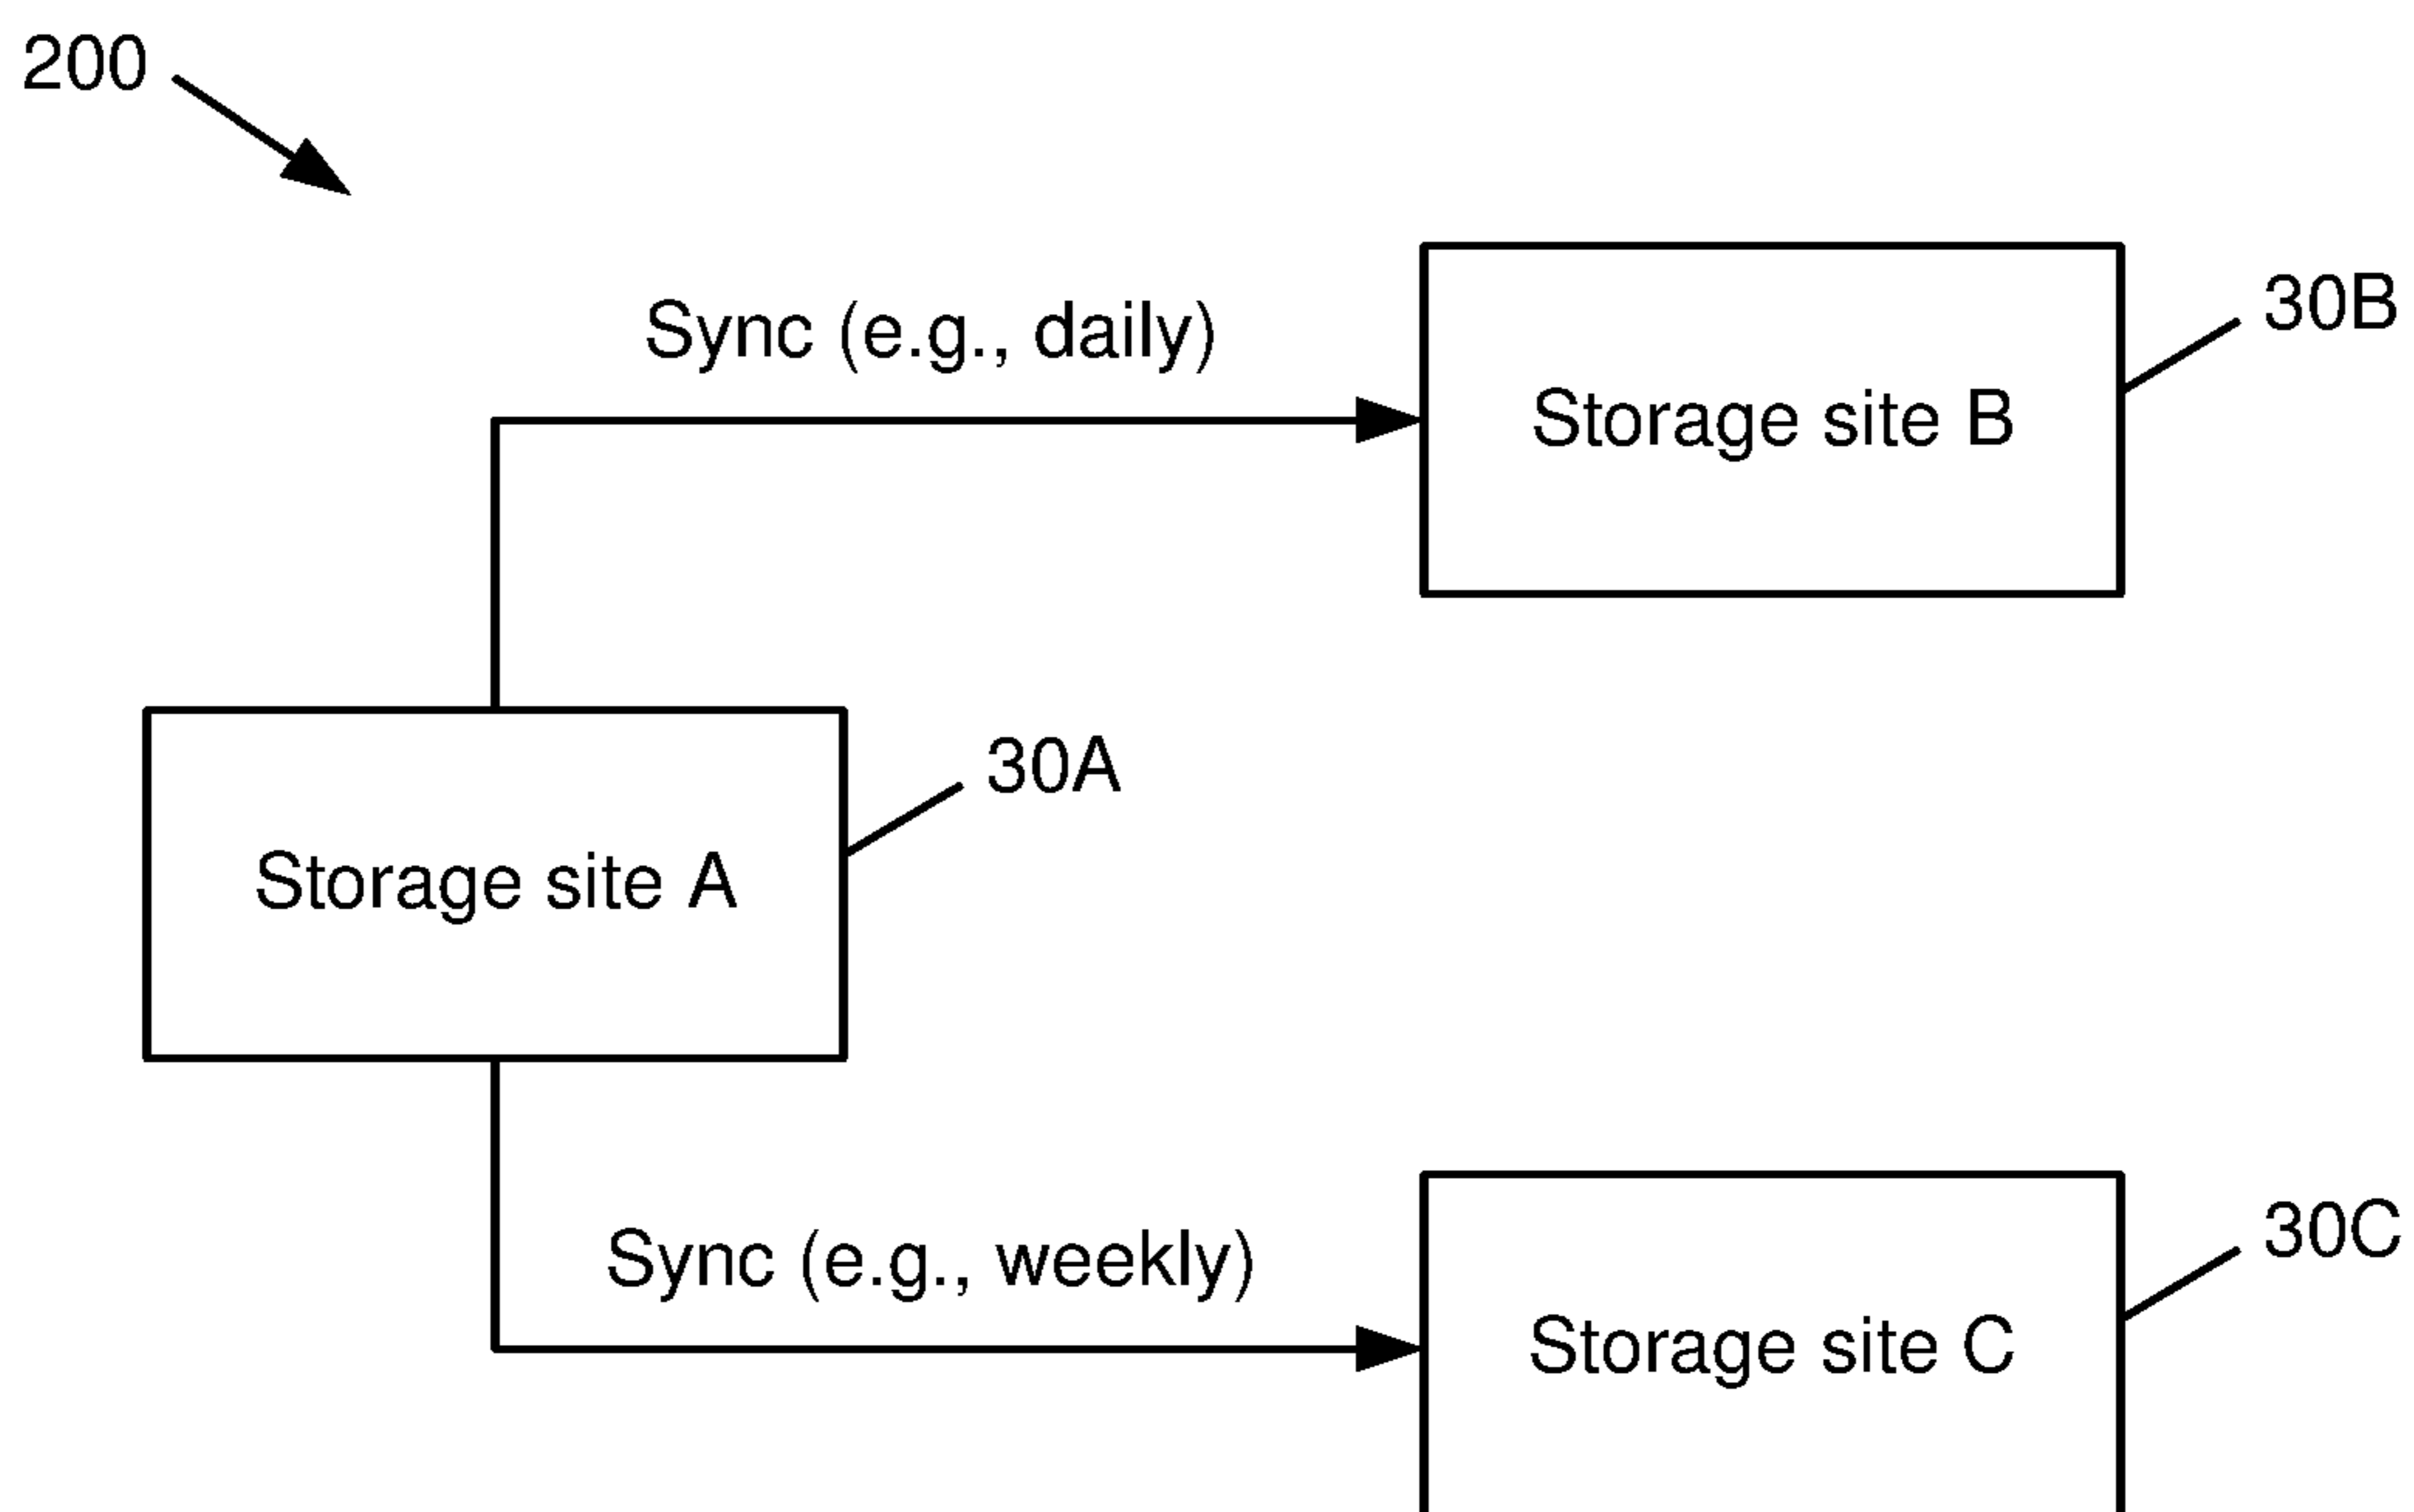 200
Sync (e.g., daily)
30B
Storage site B
30A
Storage site A
Sync (e.g., weekly)
30C
Storage site C